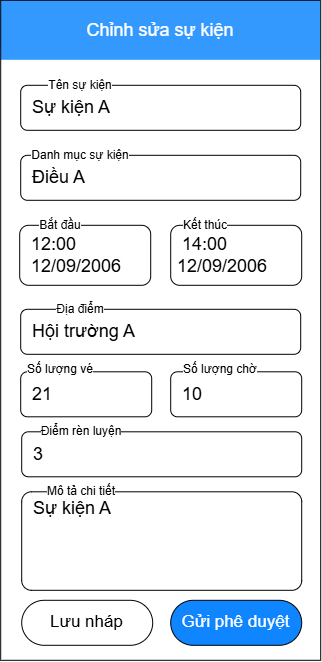 Chỉnh sửa sự kiện
Tên sự kiện
Sự kiện A
Danh mục sự kiện
Điều A
Bắt đầu
12:00
12/09/2006
Kết thúc
14:00
12/09/2006
Địa điểm
Hội trường A
Số lượng vé
21
Số lượng chờ
10
Điểm rèn luyện
3
Mô tả chi tiết
Sự kiện A
Lưu nháp
Gửi phê duyệt